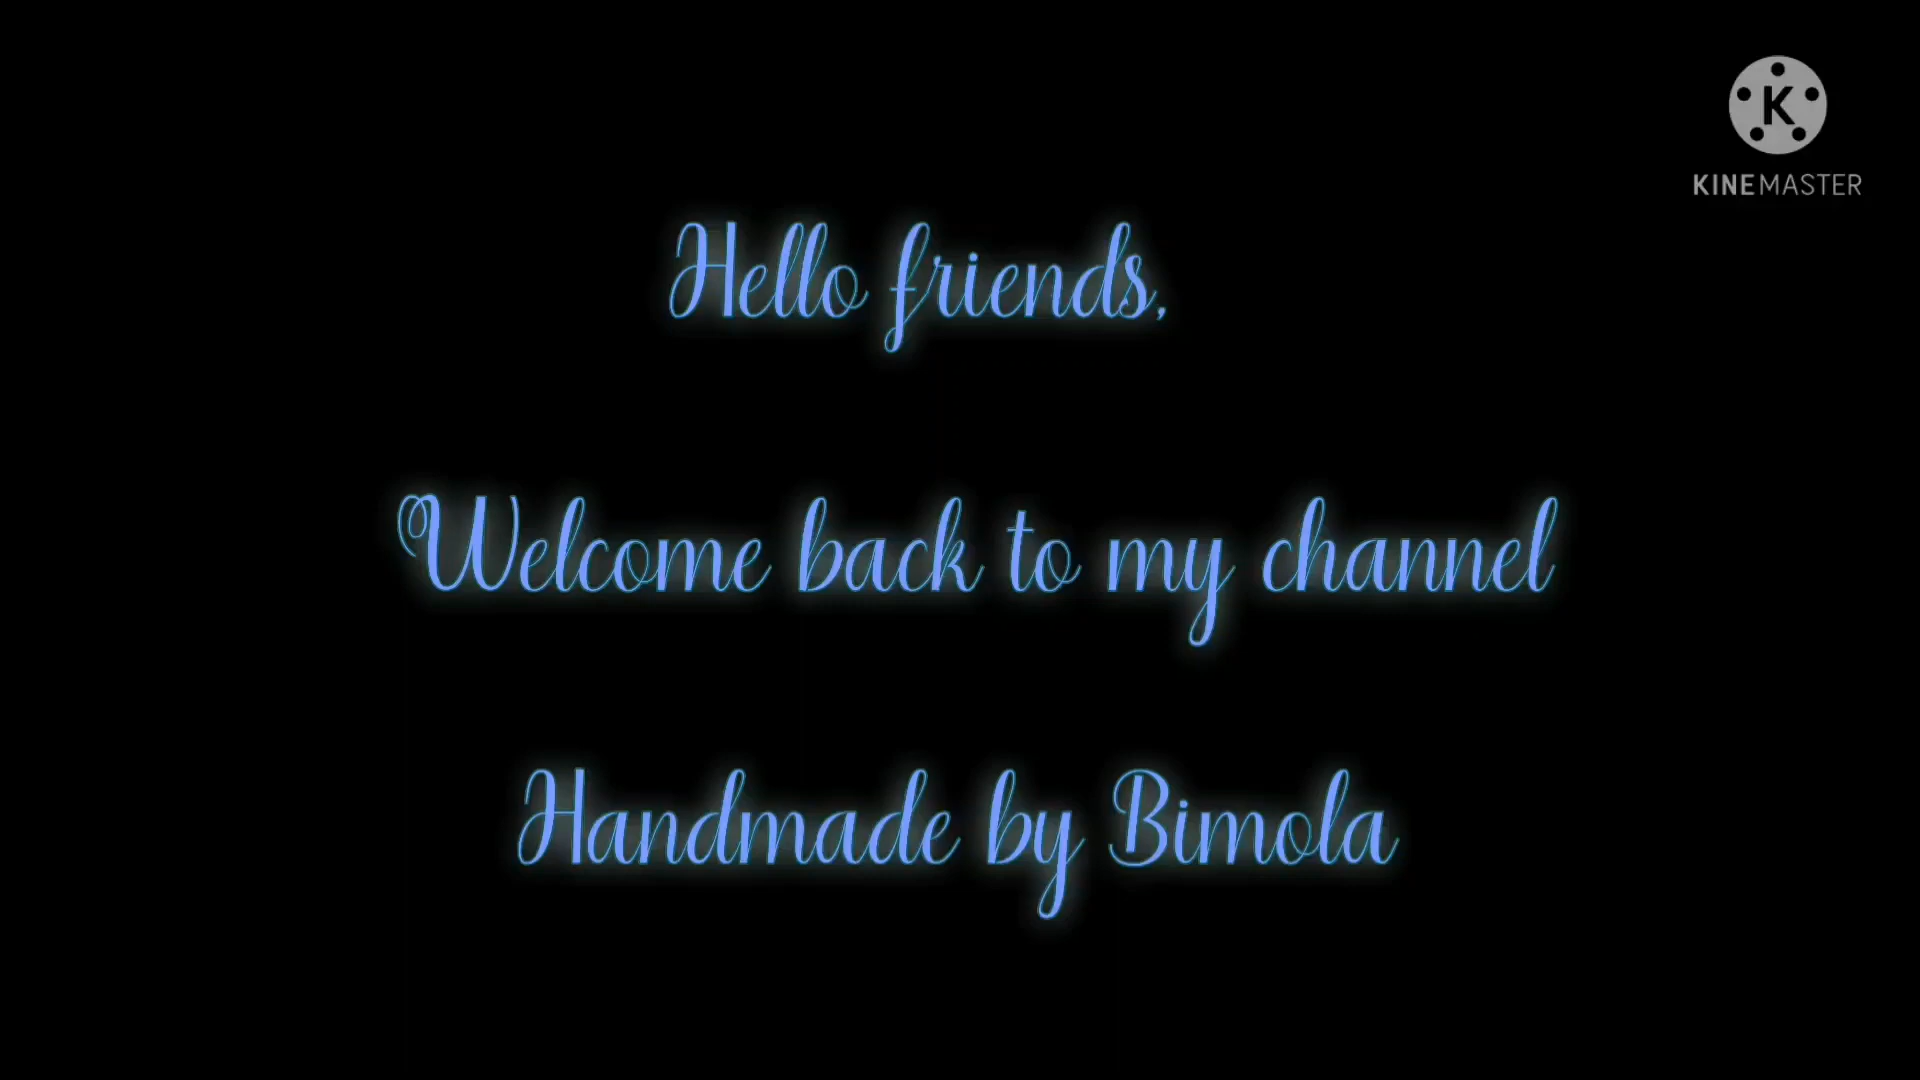 K
KINEMASTER
Hello friends,
Welcome back to my channel
Handmade by Bimola